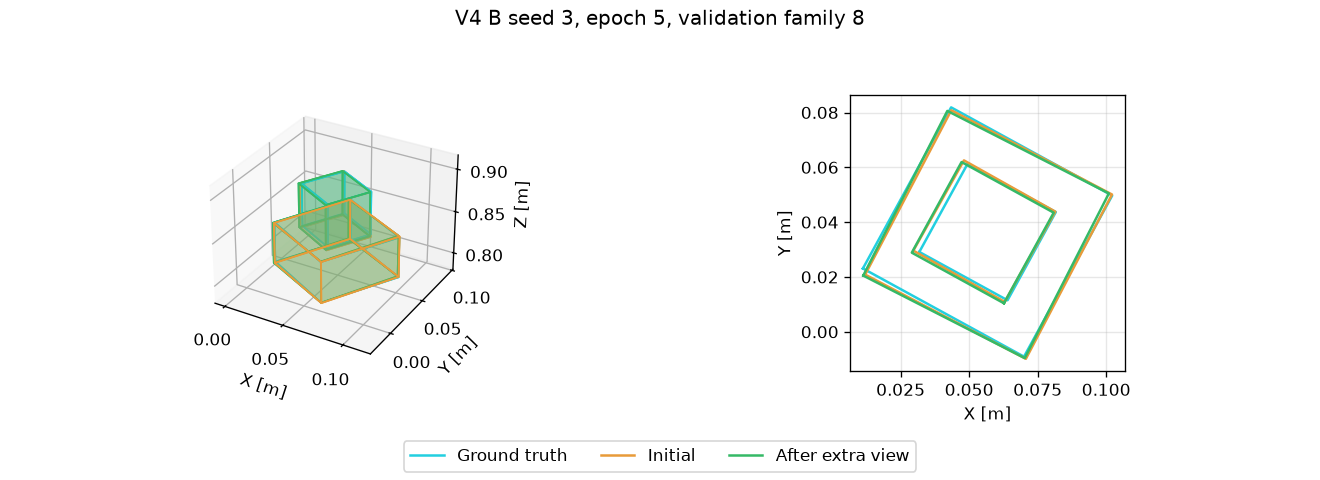 V4 B seed 3, epoch 5, validation family 8
0.90
0.85
0.80
Z [m]
0.10
0.05
0.00
Y [m]
0.00
0.05
0.10
X [m]
0.08
0.06
0.04
0.02
0.00
Y [m]
0.025 0.050 0.075 0.100
X [m]
Ground truth Initial After extra view